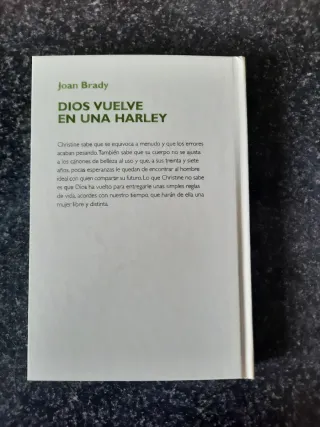 Joan Brady
DIOS VUELVE
EN UNA HARLEY
Christine sabe que se equivoca a menudo y que los errores
acaban pesando. También sabe que su cuerpo no se ajusta
a los cánones de belleza al uso y que, a sus treinta y siete
años, pocas esperanzas le quedan de encontrar al hombre
ideal con quien compartir su futuro. Lo que Christine no sabe
es que Dios ha vuelto para entregarle unas simples reglas
de vida, acordes con nuestro tiempo, que harán de ella una
mujer libre y distinta.